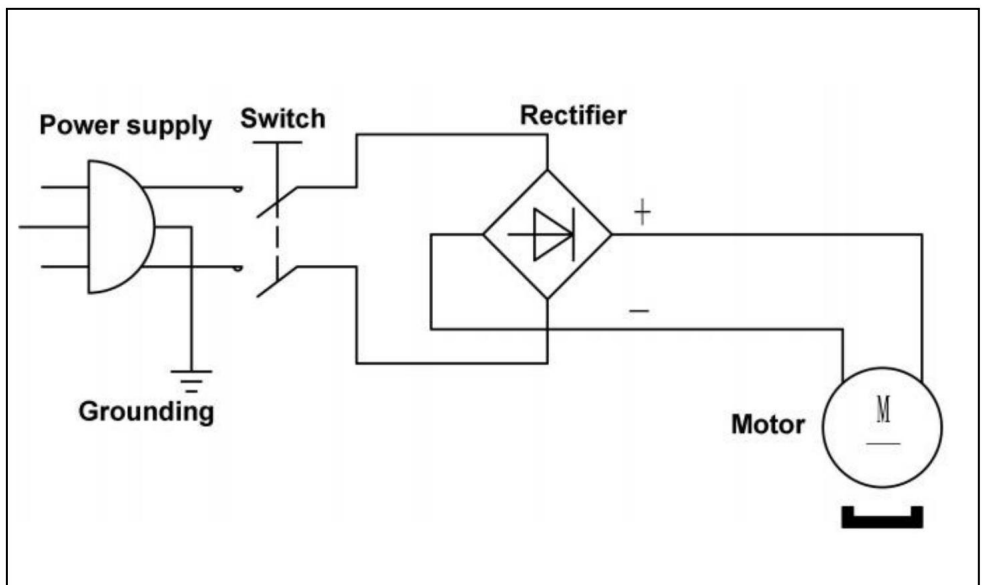 Power supply
Switch
Rectifier
+
−
Grounding
Motor
M